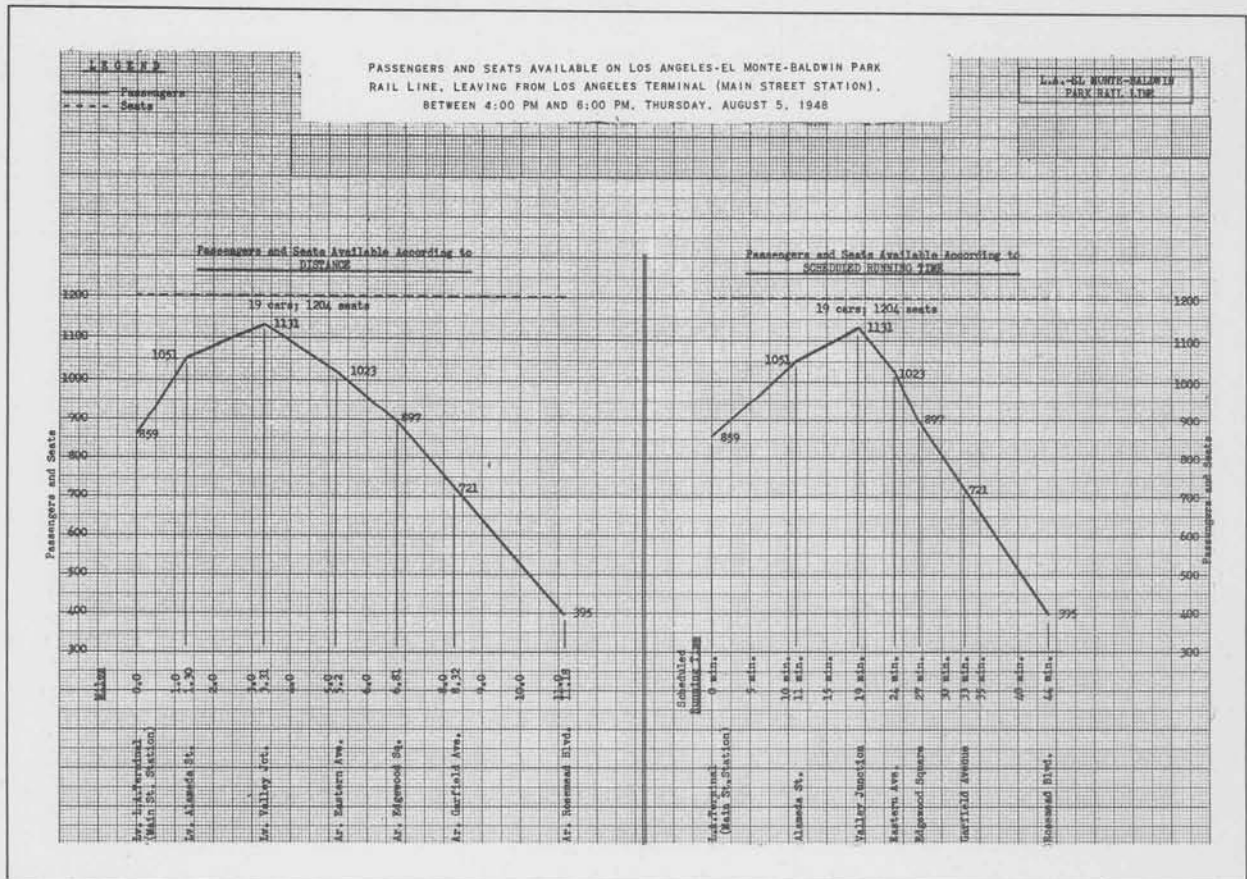 LEGEND
Passengers
Seats
PASSENGERS AND SEATS AVAILABLE ON LOS ANGELES-EL MONTE-BALDWIN PARK
RAIL LINE, LEAVING FROM LOS ANGELES TERMINAL (MAIN STREET STATION),
BETWEEN 4:00 PM AND 6:00 PM, THURSDAY, AUGUST 5, 1948
L.A.-EL MONTE-BALDWIN
PARK RAIL LINE
Passengers and Seats Available According to
DISTANCE
19 cars; 1204 seats
1200
1100
1000
900
800
700
600
500
400
300
Passengers and Seats
859
1051
1131
1023
897
721
395
Miles
0.0
1.0
1.30
2.0
3.0
3.31
4.0
5.0
5.2
6.0
6.81
8.0
8.32
9.0
10.0
11.0
11.18
Lv. L.A.Terminal
(Main St. Station)
Lv. Alameda St.
Lv. Valley Jct.
Ar. Eastern Ave.
Ar. Edgewood Sq.
Ar. Garfield Ave.
Ar. Rosemead Blvd.
Passengers and Seats Available According to
SCHEDULED RUNNING TIME
19 cars; 1204 seats
859
1051
1131
1023
897
721
395
1200
1100
1000
900
800
700
600
500
400
300
Passengers and Seats
Scheduled
Running Time
0 min.
5 min.
10 min.
11 min.
15 min.
19 min.
24 min.
27 min.
30 min.
33 min.
35 min.
40 min.
44 min.
L.A.Terminal
(Main St.Station)
Alameda St.
Valley Junction
Eastern Ave.
Edgewood Square
Garfield Avenue
Rosemead Blvd.